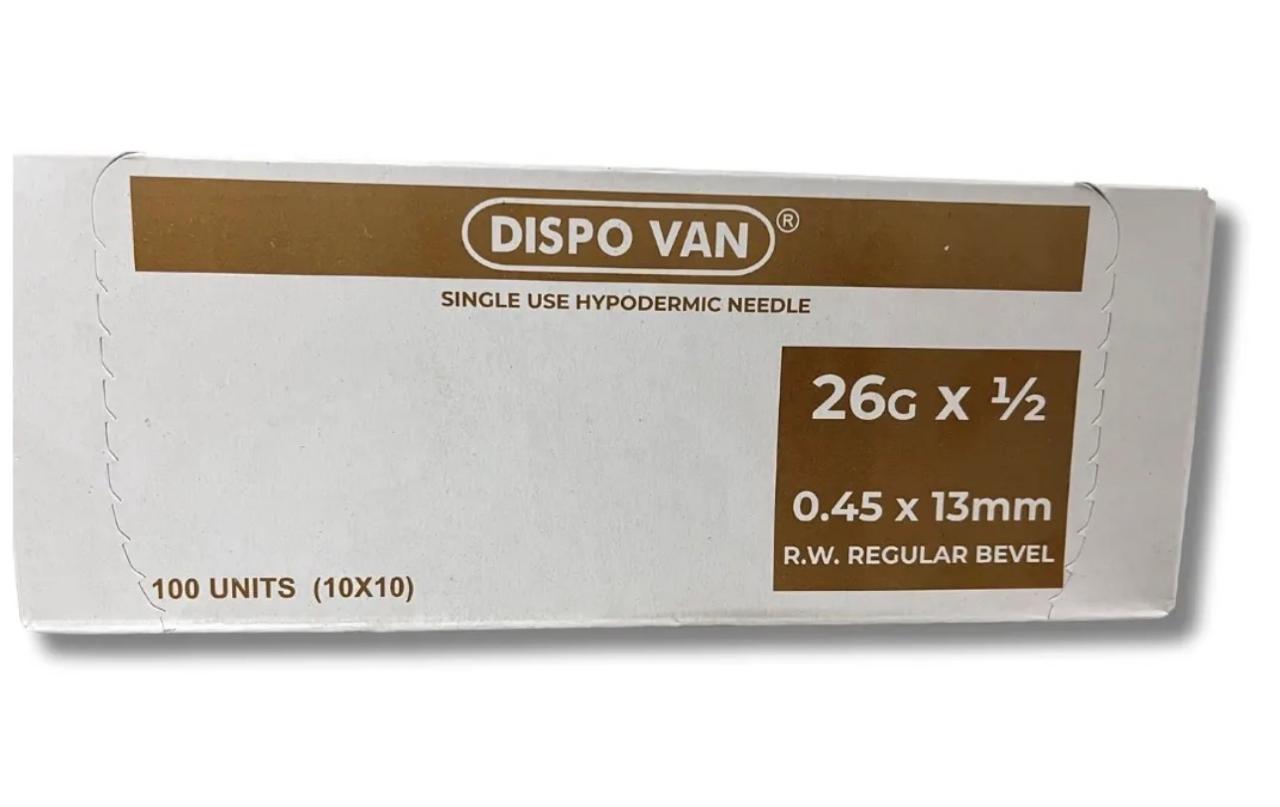 DISPO VAN®
SINGLE USE HYPODERMIC NEEDLE
26G X ½
0.45 x 13mm
R.W. REGULAR BEVEL
100 UNITS (10X10)